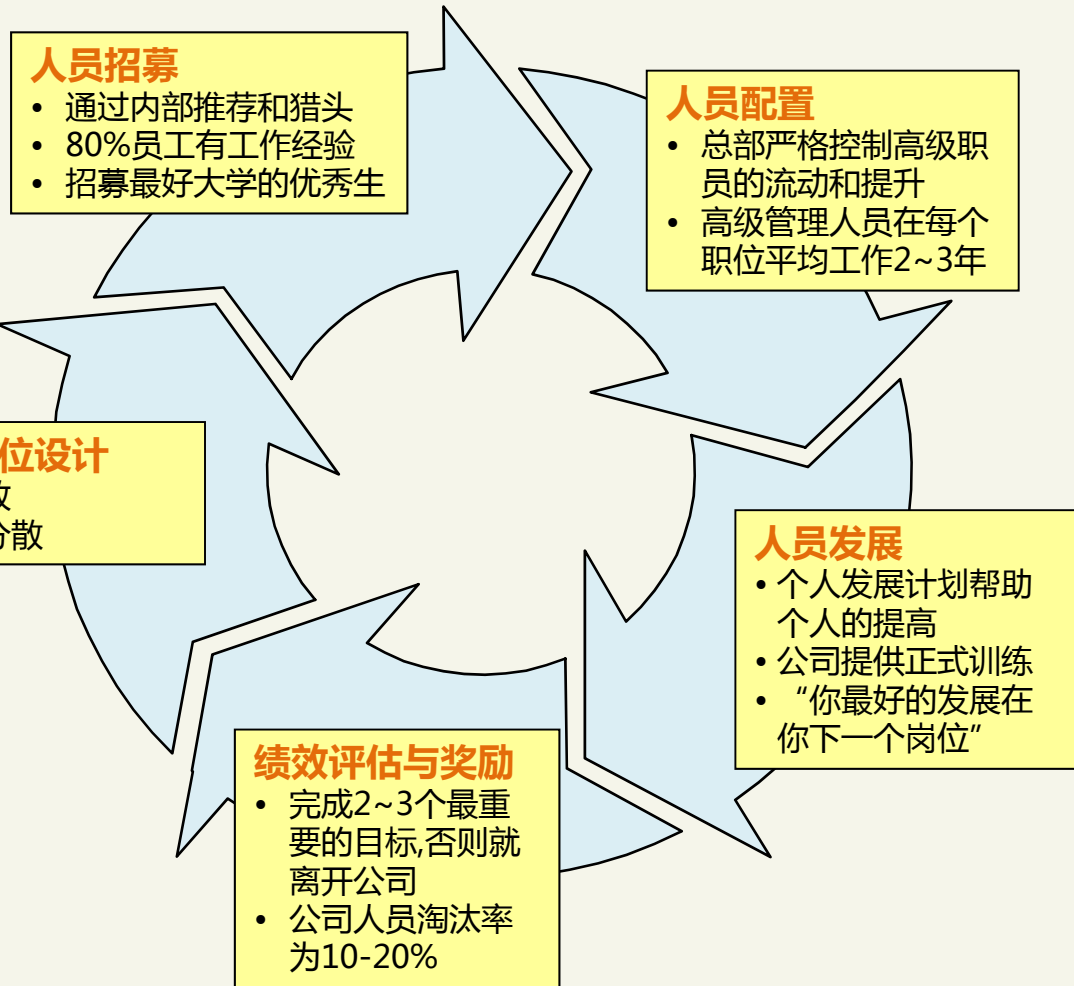 人员招募
• 通过内部推荐和猎头
• 80%员工有工作经验
• 招募最好大学的优秀生
人员配置
• 总部严格控制高级职
员的流动和提升
• 高级管理人员在每个
职位平均工作2~3年
位设计
分散
人员发展
• 个人发展计划帮助
个人的提高
• 公司提供正式训练
• “你最好的发展在
你下一个岗位”
绩效评估与奖励
• 完成2~3个最重
要的目标,否则就
离开公司
• 公司人员淘汰率
为10-20%